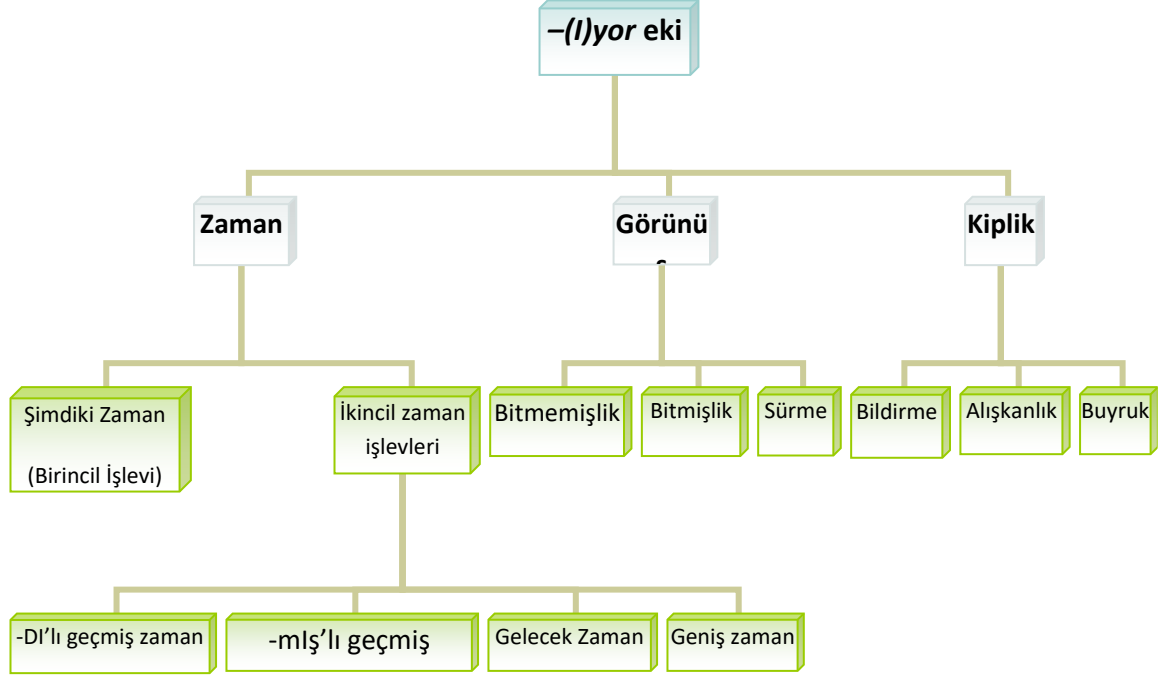 –(I)yor eki
Zaman
Görünü
Kiplik
Şimdiki Zaman
(Birincil İşlevi)
İkincil zaman
işlevleri
Bitmemişlik
Bitmişlik
Sürme
Bildirme
Alışkanlık
Buyruk
-DI’lı geçmiş zaman
-mIş’lı geçmiş
Gelecek Zaman
Geniş zaman